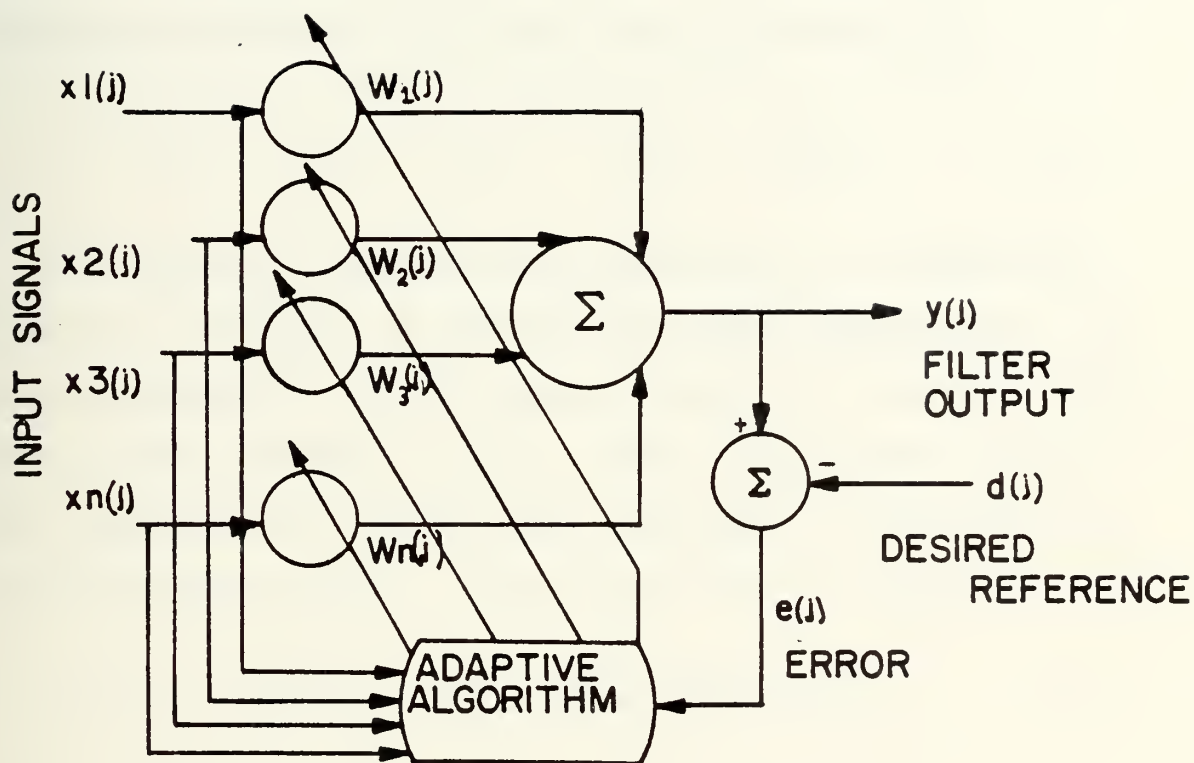 x1(j)
W₁(j)
INPUT SIGNALS
x2(j)
W₂(j)
Σ
y(j)
FILTER
OUTPUT
x3(j)
W₃(j)
+
-
Σ
d(j)
xn(j)
Wn(j)
DESIRED
REFERENCE
e(j)
ERROR
ADAPTIVE
ALGORITHM